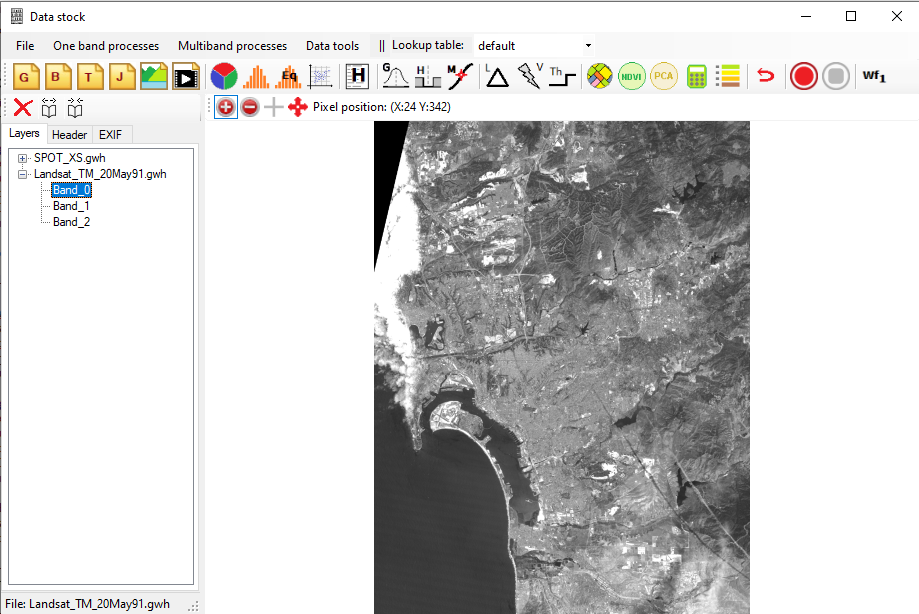 Data stock
File One band processes Multiband processes Data tools || Lookup table: default
G B T J Eq H G H M L V Th NDVI PCA Wf1
Pixel position: (X:24 Y:342)
Layers Header EXIF
SPOT_XS.gwh
Landsat_TM_20May91.gwh
Band_0
Band_1
Band_2
File: Landsat_TM_20May91.gwh